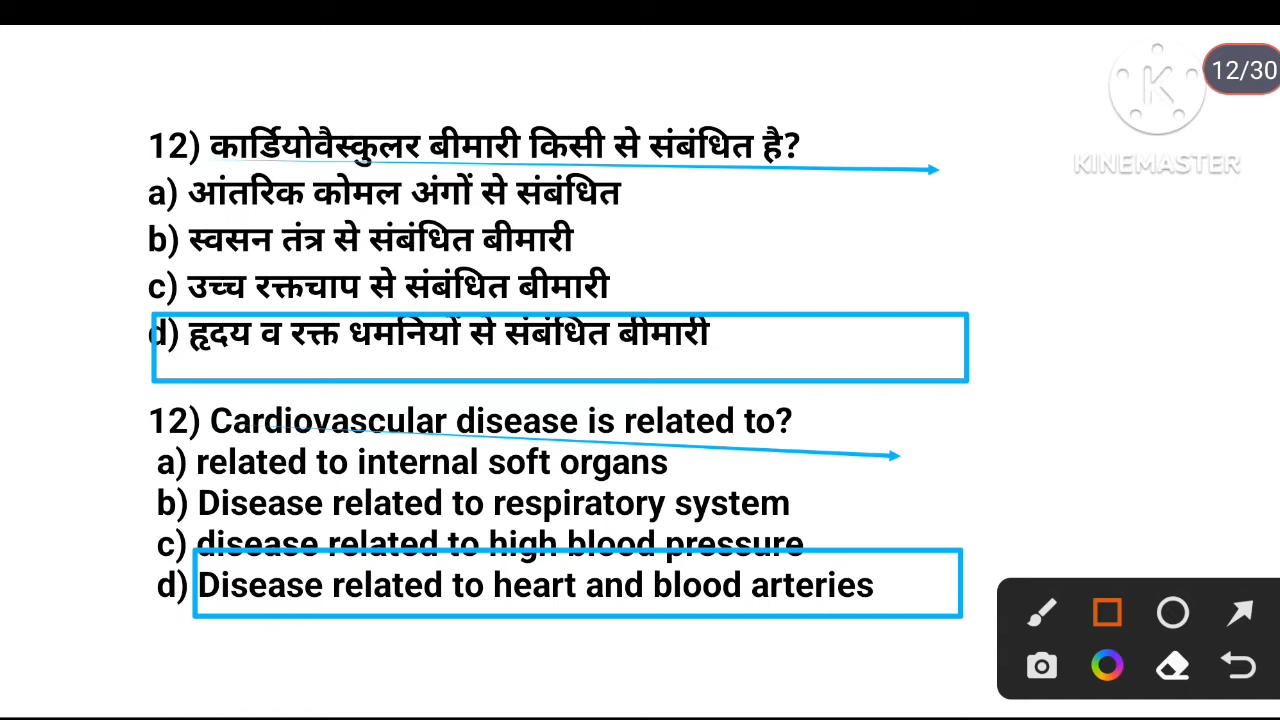 12/30
KINEMASTER
12) कार्डियोवैस्कुलर बीमारी किसी से संबंधित है?
a) आंतरिक कोमल अंगों से संबंधित
b) स्वसन तंत्र से संबंधित बीमारी
c) उच्च रक्तचाप से संबंधित बीमारी
d) हृदय व रक्त धमनियों से संबंधित बीमारी
12) Cardiovascular disease is related to?
a) related to internal soft organs
b) Disease related to respiratory system
c) disease related to high blood pressure
d) Disease related to heart and blood arteries